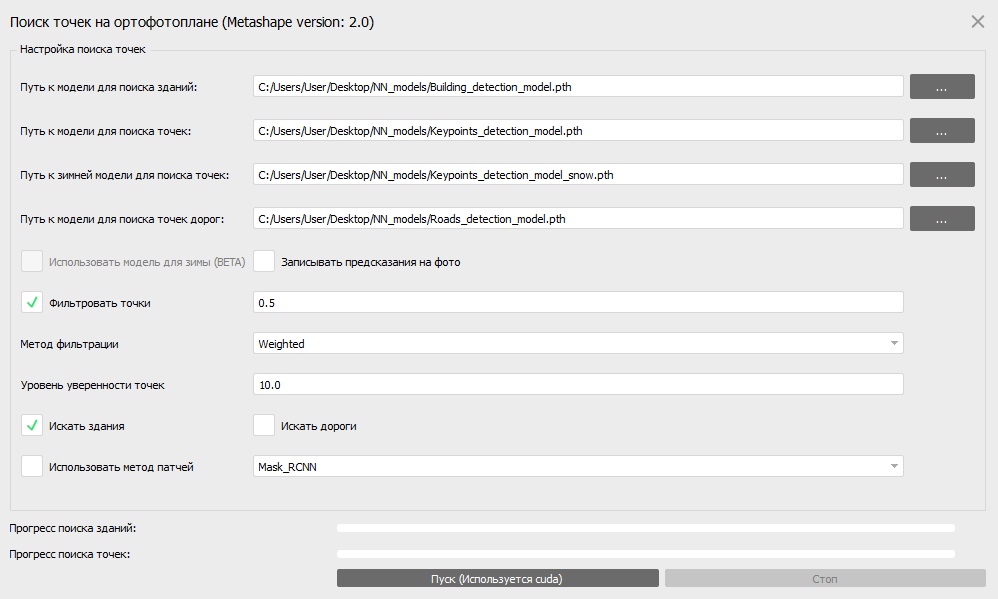 Поиск точек на ортофотоплане (Metashape version: 2.0)
Настройка поиска точек
Путь к модели для поиска зданий: C:/Users/User/Desktop/NN_models/Building_detection_model.pth ...
Путь к модели для поиска точек: C:/Users/User/Desktop/NN_models/Keypoints_detection_model.pth ...
Путь к зимней модели для поиска точек: C:/Users/User/Desktop/NN_models/Keypoints_detection_model_snow.pth ...
Путь к модели для поиска точек дорог: C:/Users/User/Desktop/NN_models/Roads_detection_model.pth ...
Использовать модель для зимы (BETA) Записывать предсказания на фото
Фильтровать точки 0.5
Метод фильтрации Weighted
Уровень уверенности точек 10.0
Искать здания Искать дороги
Использовать метод патчей Mask_RCNN
Прогресс поиска зданий:
Прогресс поиска точек:
Пуск (Используется cuda) Стоп